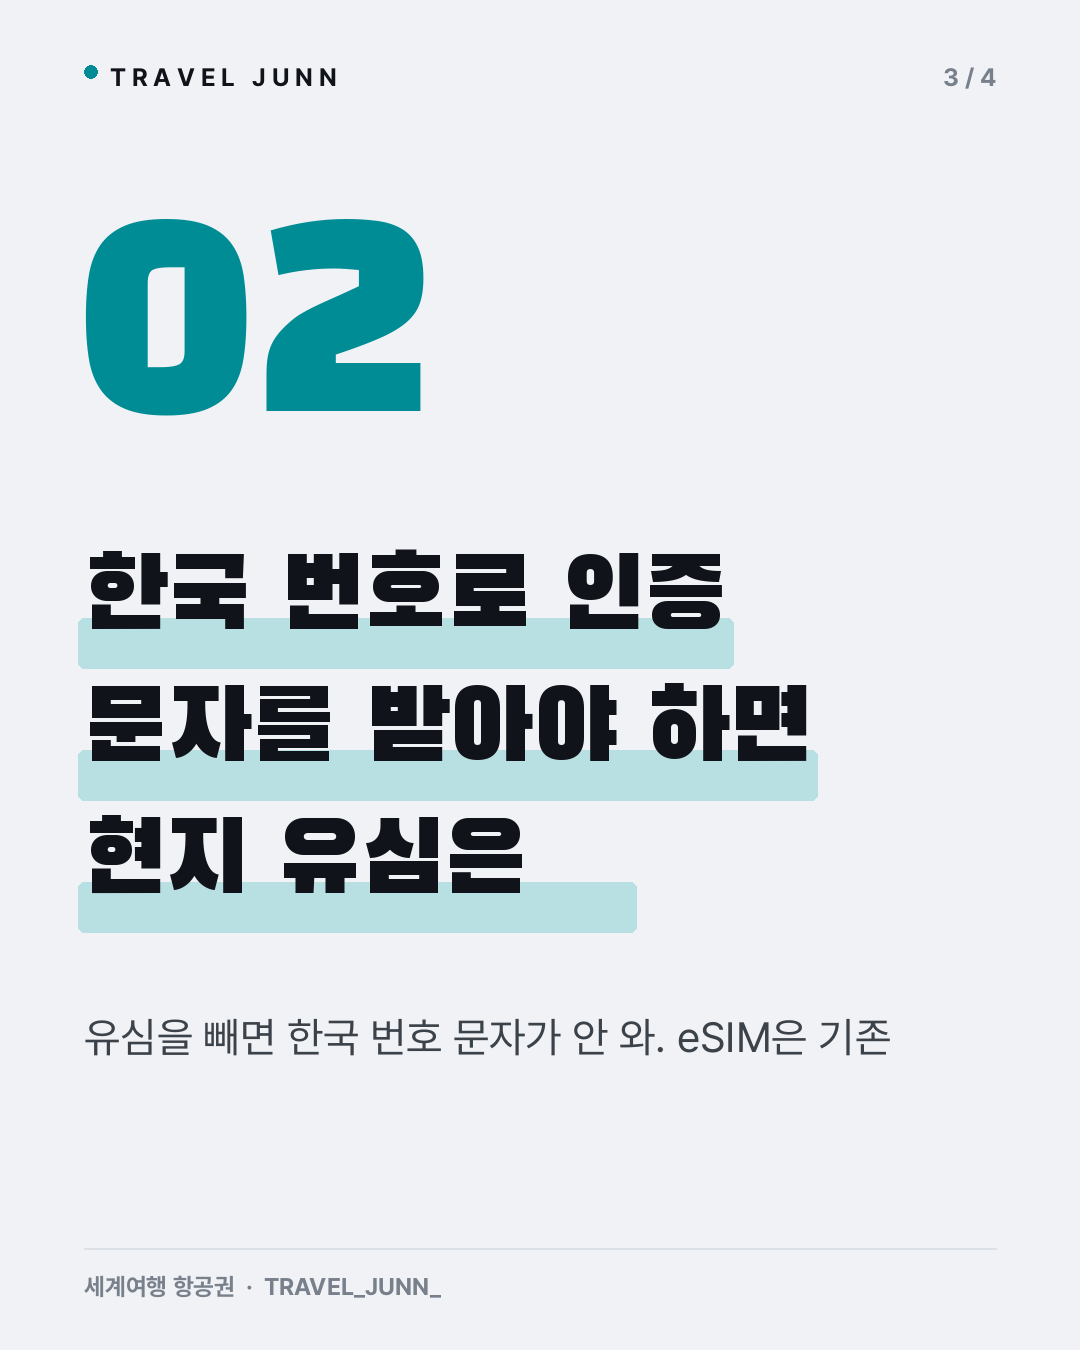 TRAVEL JUNN
3 / 4
02
한국 번호로 인증
문자를 받아야 하면
현지 유심은
유심을 빼면 한국 번호 문자가 안 와. eSIM은 기존
세계여행 항공권 · TRAVEL_JUNN_